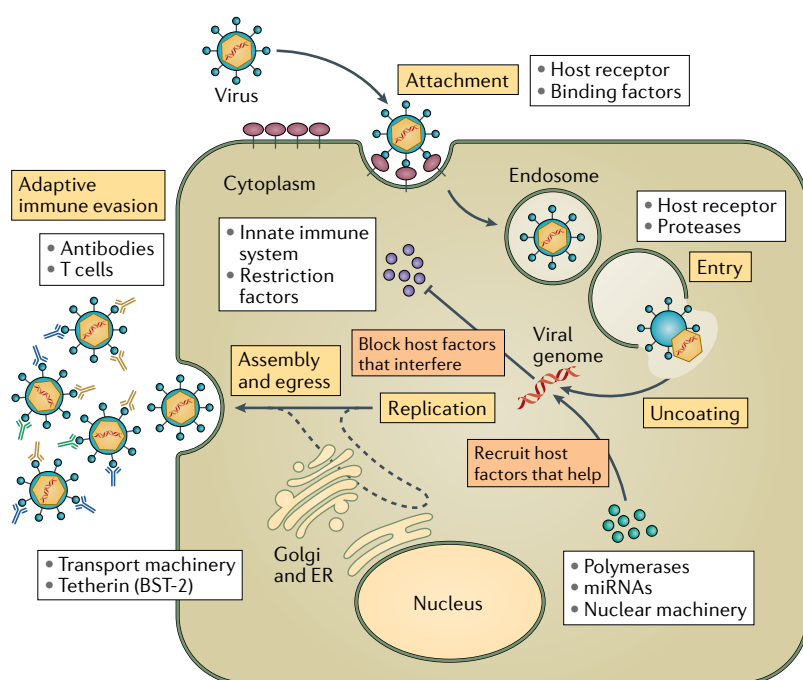 Virus
Attachment
• Host receptor
• Binding factors
Cytoplasm
Adaptive
immune evasion
• Antibodies
• T cells
• Innate immune
system
• Restriction
factors
Endosome
• Host receptor
• Proteases
Entry
Block host factors
that interfere
Viral
genome
Assembly
and egress
Replication
Uncoating
Recruit host
factors that help
• Transport machinery
• Tetherin (BST-2)
Golgi
and ER
Nucleus
• Polymerases
• miRNAs
• Nuclear machinery